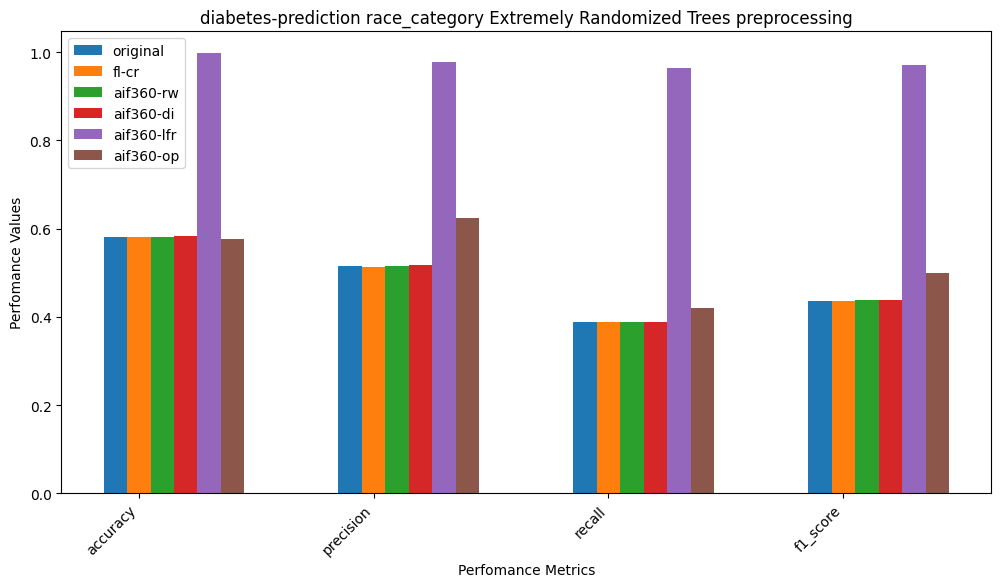 diabetes-prediction race_category Extremely Randomized Trees preprocessing
original
fl-cr
aif360-rw
aif360-di
aif360-lfr
aif360-op
1.0
0.8
0.6
0.4
0.2
0.0
Perfomance Values
accuracy
precision
recall
f1_score
Perfomance Metrics